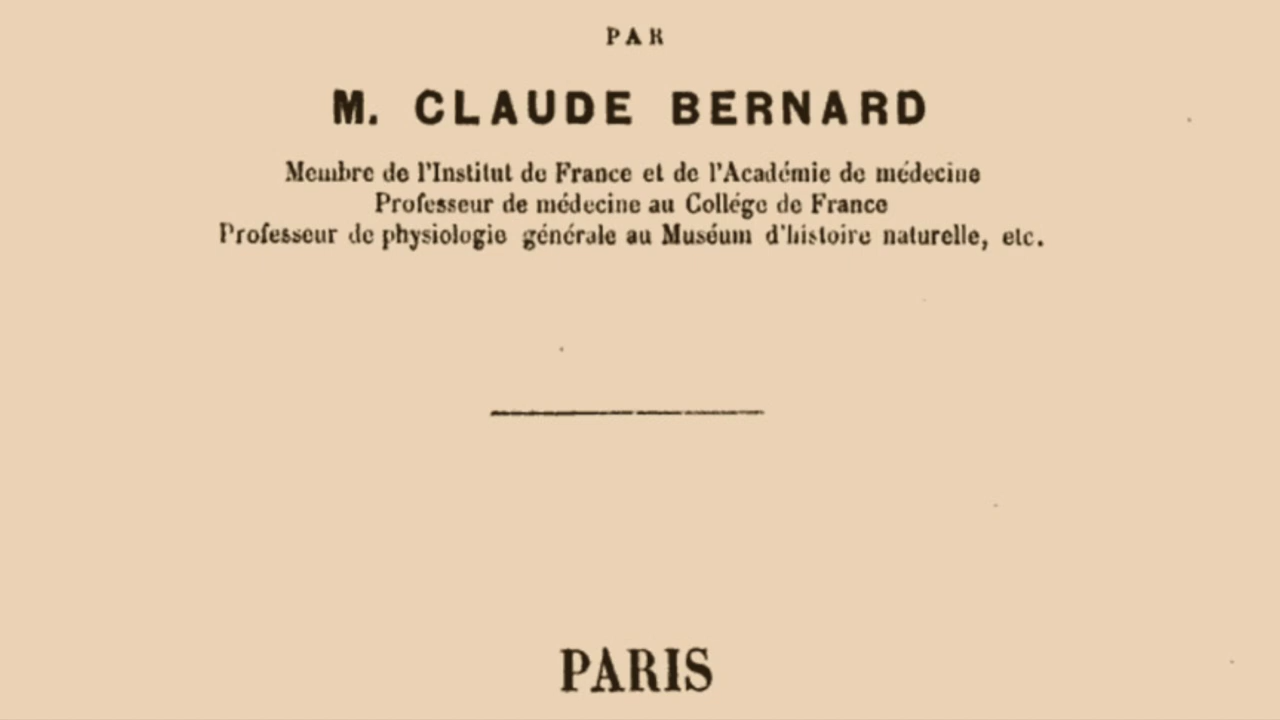 PAR
M. CLAUDE BERNARD
Membre de l'Institut de France et de l'Académie de médecine
Professeur de médecine au Collége de France
Professeur de physiologie générale au Muséum d'histoire naturelle, etc.
PARIS